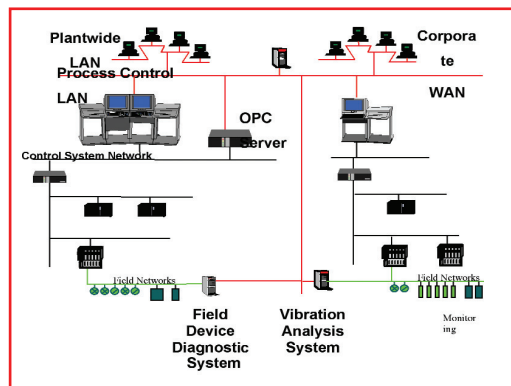 Plantwide
LAN
Corpora
te
WAN
Process Control
LAN
OPC
Server
Control System Network
Field Networks
Field Networks
Monitor
ing
Field
Device
Diagnostic
System
Vibration
Analysis
System